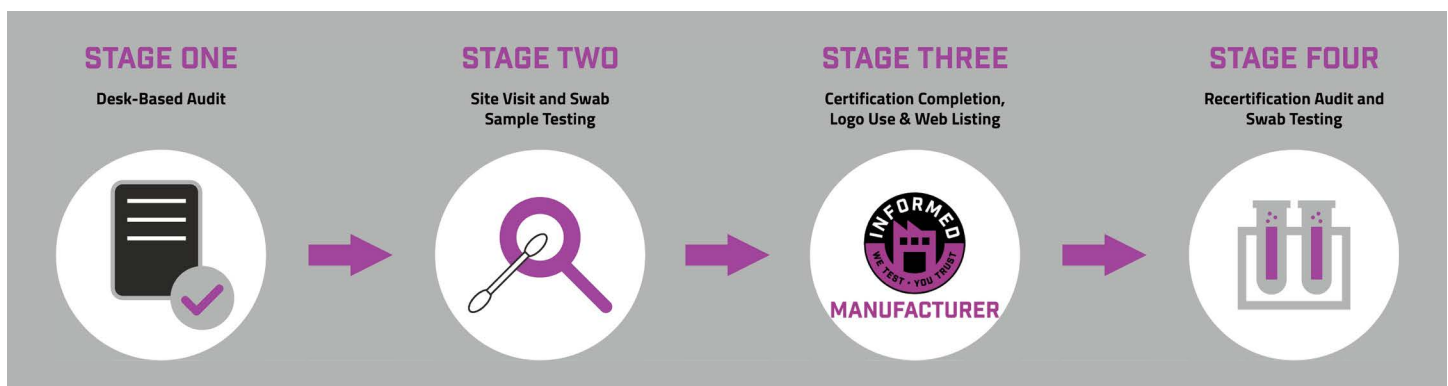 STAGE ONE
Desk-Based Audit
STAGE TWO
Site Visit and Swab
Sample Testing
STAGE THREE
Certification Completion,
Logo Use & Web Listing
INFORMED
WE TEST • YOU TRUST
MANUFACTURER
STAGE FOUR
Recertification Audit and
Swab Testing